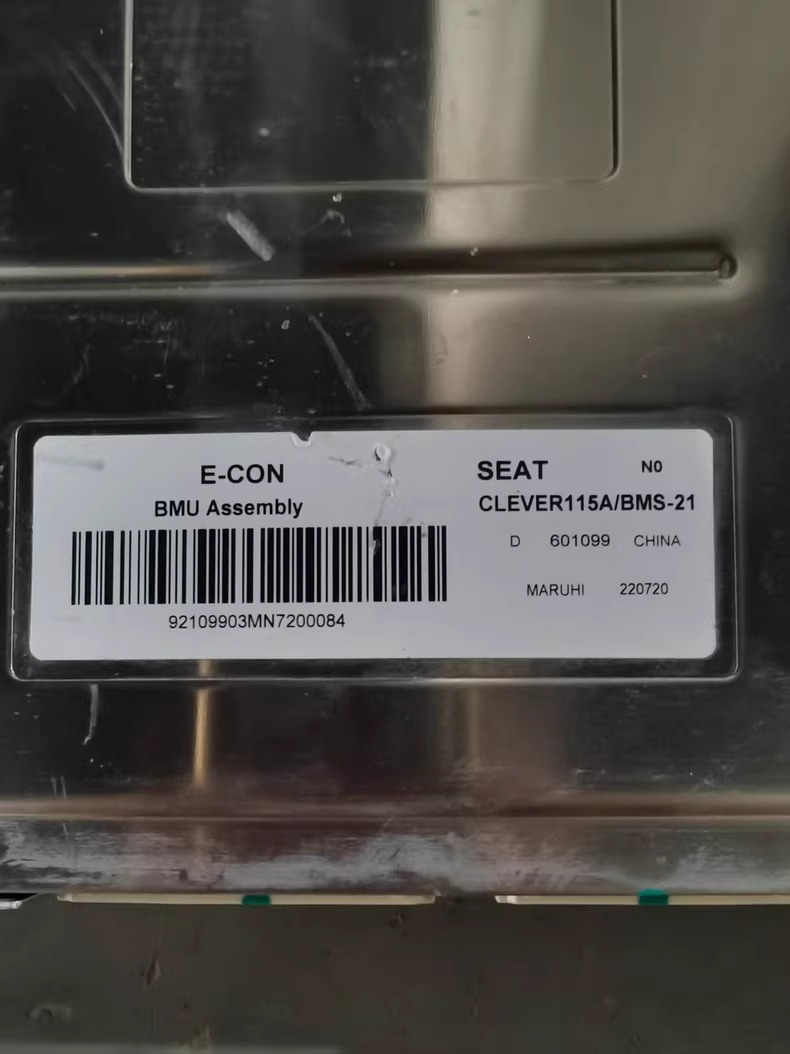 E-CON
BMU Assembly
92109903MN7200084
SEAT N0
CLEVER115A/BMS-21
D 601099 CHINA
MARUHI 220720